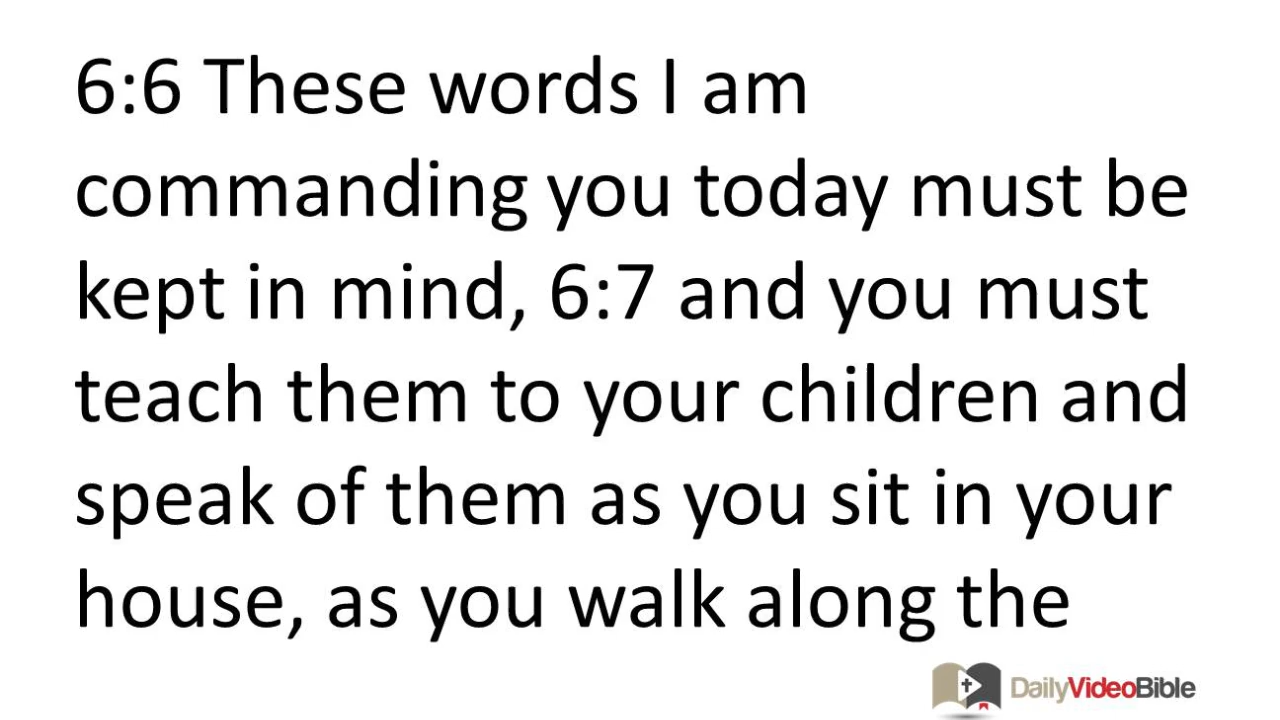 6:6 These words I am
commanding you today must be
kept in mind, 6:7 and you must
teach them to your children and
speak of them as you sit in your
house, as you walk along the
DailyVideoBible